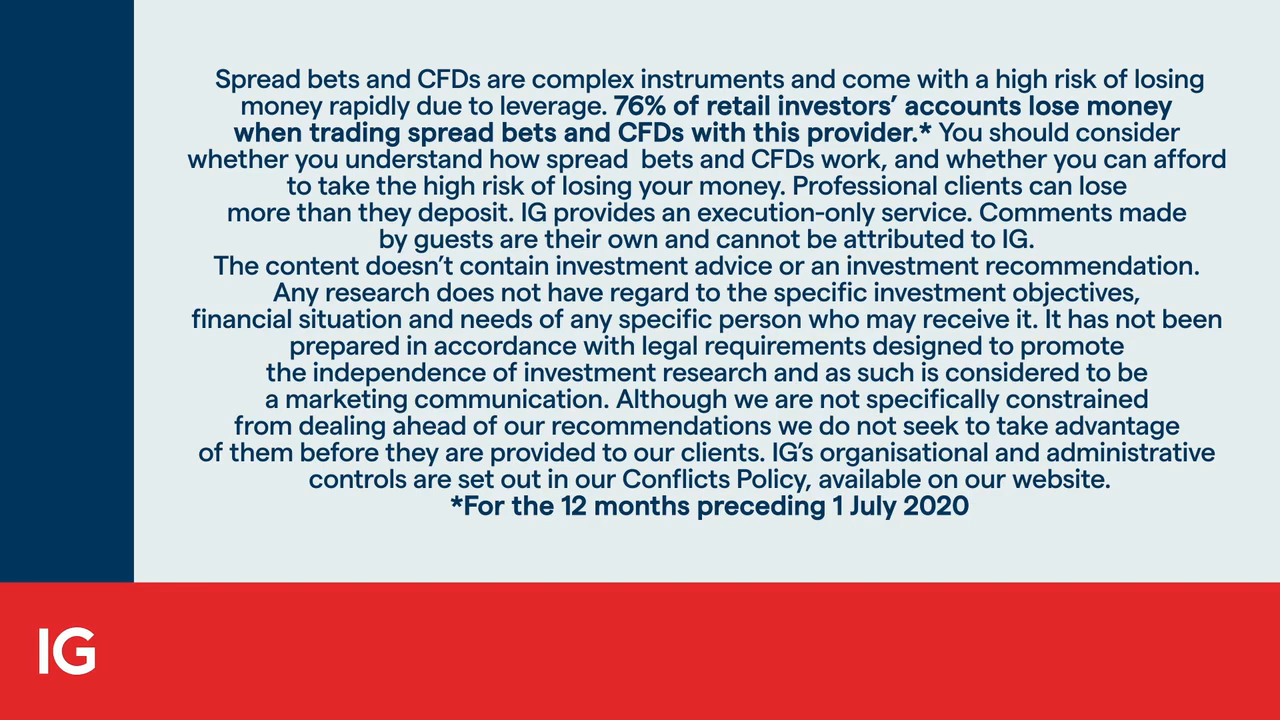 Spread bets and CFDs are complex instruments and come with a high risk of losing
money rapidly due to leverage. 76% of retail investors’ accounts lose money
when trading spread bets and CFDs with this provider.* You should consider
whether you understand how spread  bets and CFDs work, and whether you can afford
to take the high risk of losing your money. Professional clients can lose
more than they deposit. IG provides an execution-only service. Comments made
by guests are their own and cannot be attributed to IG.
The content doesn’t contain investment advice or an investment recommendation.
Any research does not have regard to the specific investment objectives,
financial situation and needs of any specific person who may receive it. It has not been
prepared in accordance with legal requirements designed to promote
the independence of investment research and as such is considered to be
a marketing communication. Although we are not specifically constrained
from dealing ahead of our recommendations we do not seek to take advantage
of them before they are provided to our clients. IG’s organisational and administrative
controls are set out in our Conflicts Policy, available on our website.
*For the 12 months preceding 1 July 2020
IG